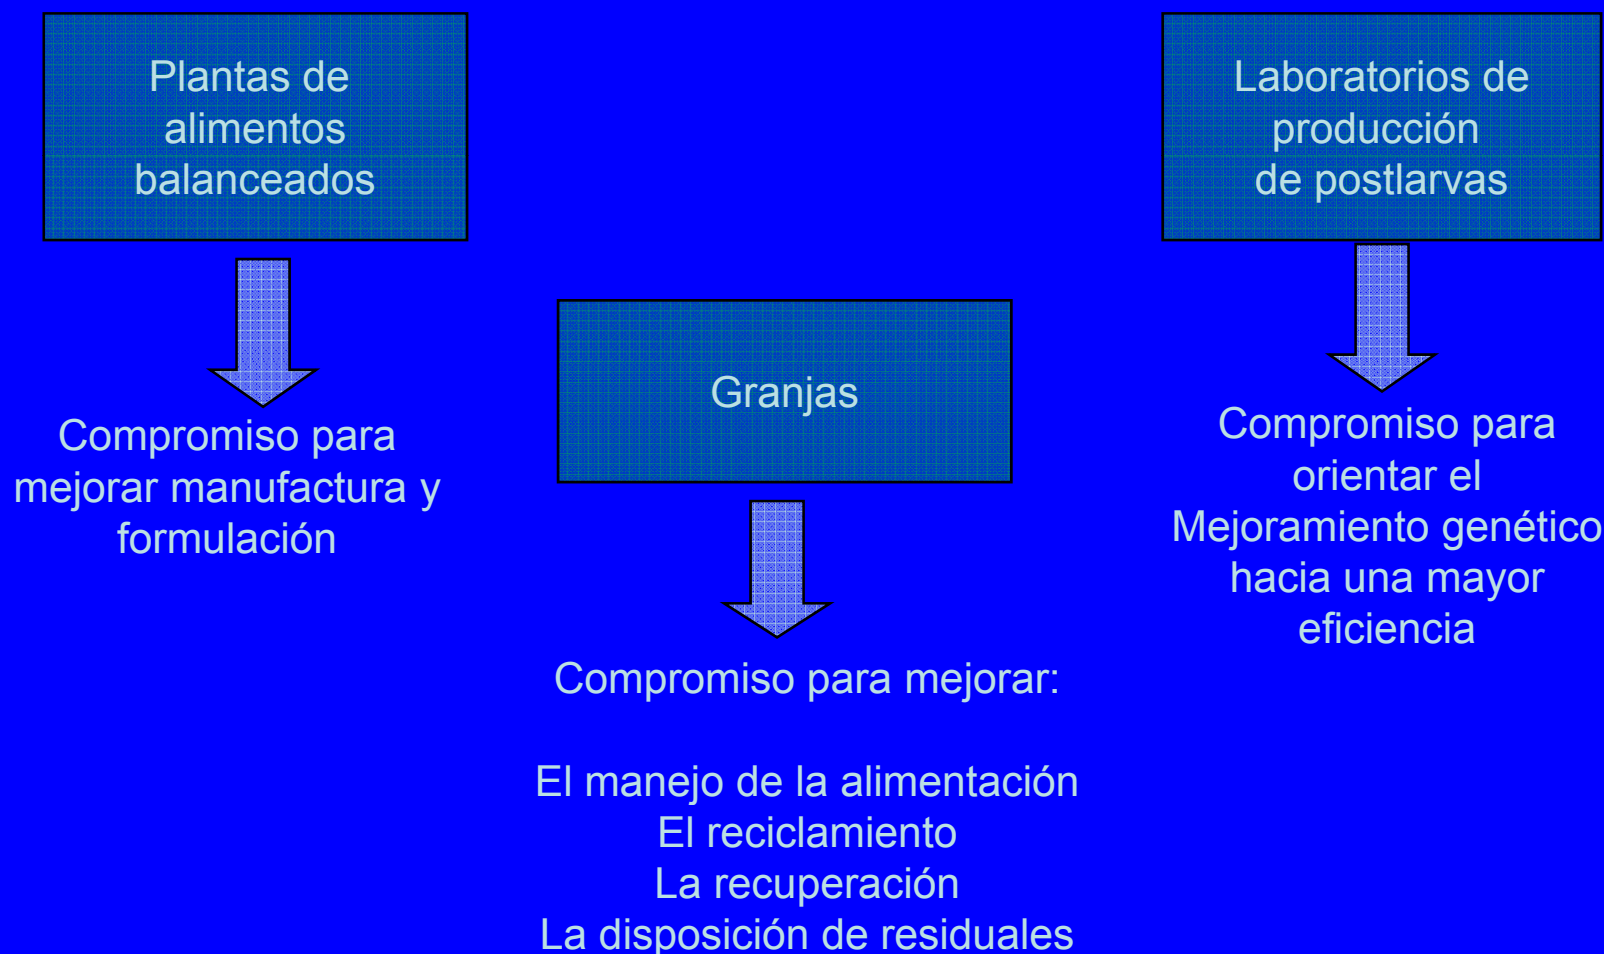 Plantas de
alimentos
balanceados
Compromiso para
mejorar manufactura y
formulación
Granjas
Compromiso para mejorar:
El manejo de la alimentación
El reciclamiento
La recuperación
La disposición de residuales
Laboratorios de
producción
de postlarvas
Compromiso para
orientar el
Mejoramiento genético
hacia una mayor
eficiencia